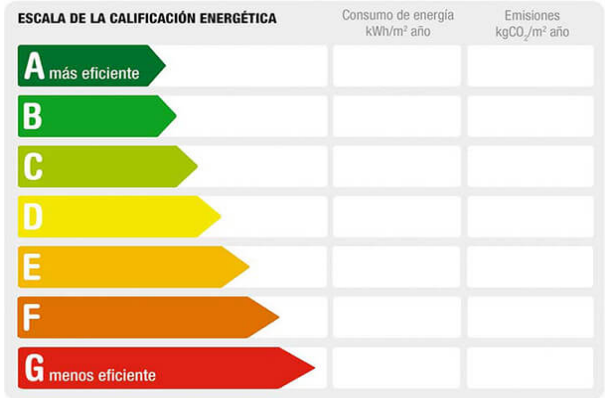 ESCALA DE LA CALIFICACIÓN ENERGÉTICA
Consumo de energía
kWh/m² año
Emisiones
kgCO₂/m² año
A más eficiente
B
C
D
E
F
G menos eficiente